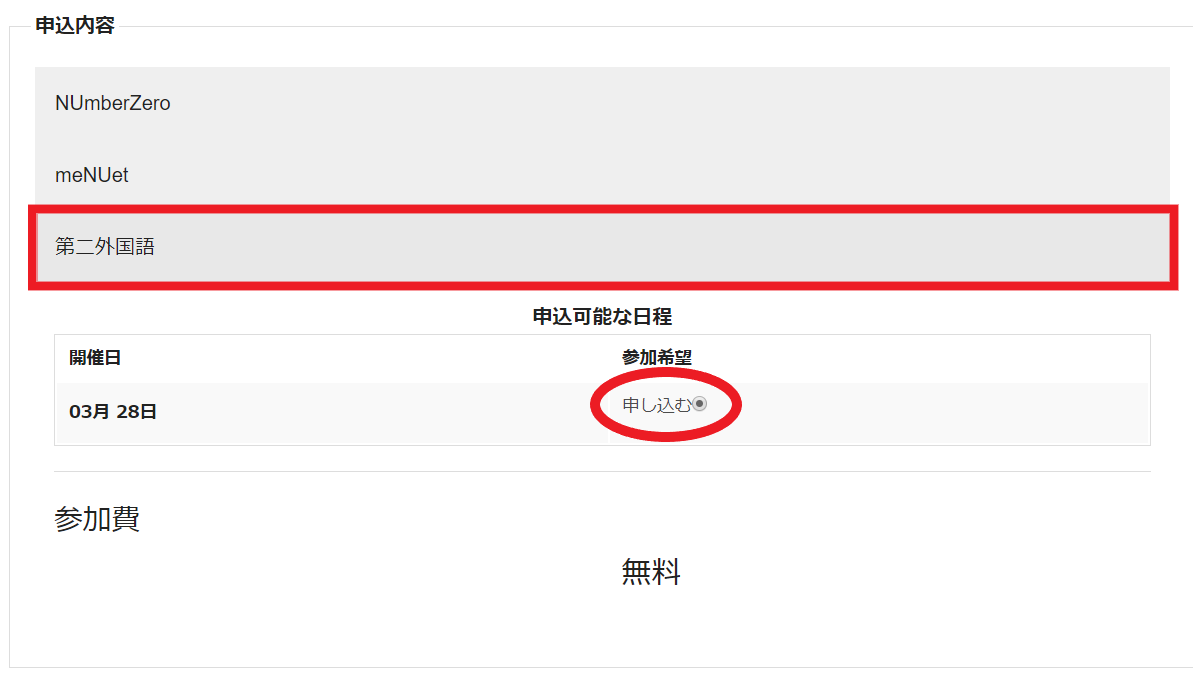 申込内容
NUmberZero
meNUet
第二外国語
申込可能な日程
開催日 参加希望
03月 28日 申し込む
参加費
無料